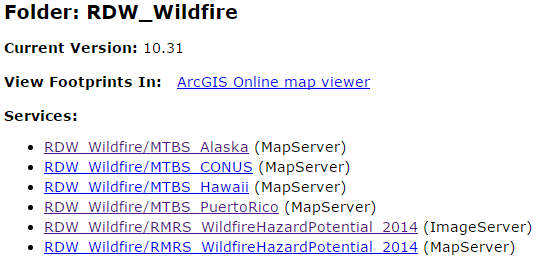 Folder: RDW_Wildfire
Current Version: 10.31
View Footprints In: ArcGIS Online map viewer
Services:
• RDW_Wildfire/MTBS_Alaska (MapServer)
• RDW_Wildfire/MTBS_CONUS (MapServer)
• RDW_Wildfire/MTBS_Hawaii (MapServer)
• RDW_Wildfire/MTBS_PuertoRico (MapServer)
• RDW_Wildfire/RMRS_WildfireHazardPotential_2014 (ImageServer)
• RDW_Wildfire/RMRS_WildfireHazardPotential_2014 (MapServer)